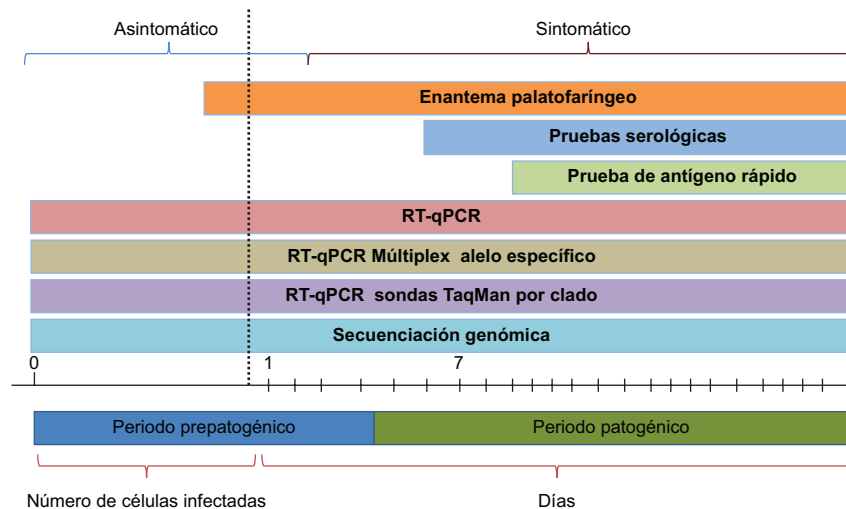 Asintomático Sintomático
Enantema palatofaríngeo
Pruebas serológicas
Prueba de antígeno rápido
RT-qPCR
RT-qPCR Múltiplex alelo específico
RT-qPCR sondas TaqMan por clado
Secuenciación genómica
0 1 7
Periodo prepatogénico Periodo patogénico
Número de células infectadas Días